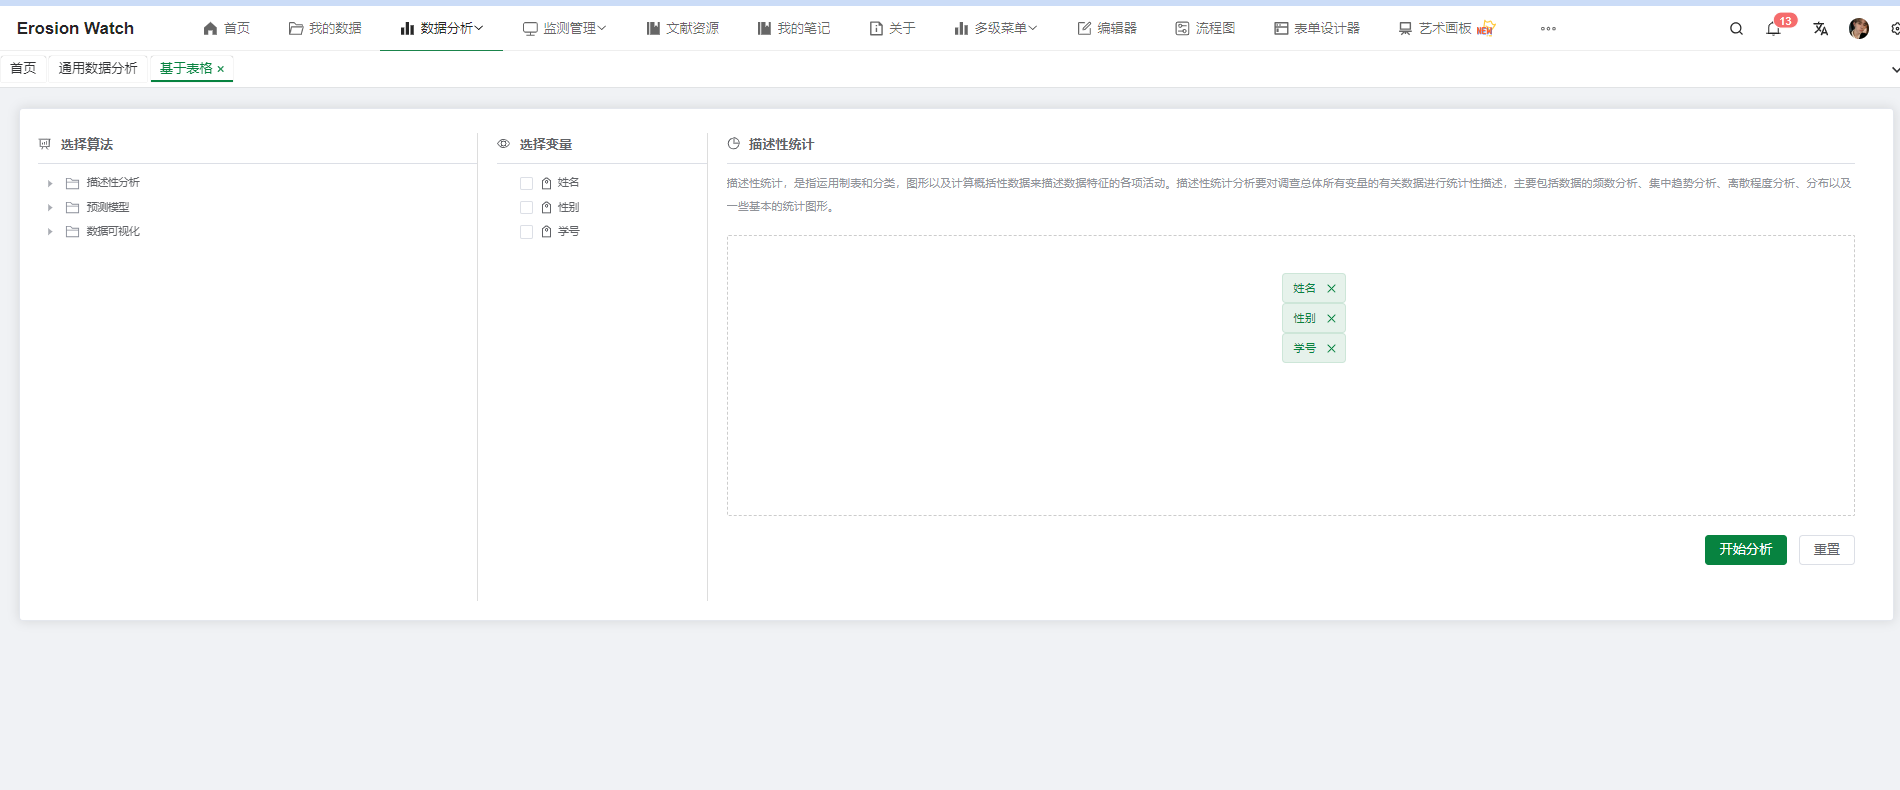 Erosion Watch 首页 我的数据 数据分析 监测管理 文献资源 我的笔记 关于 多级菜单 编辑器 流程图 表单设计器 艺术画板 NEW 13
首页 通用数据分析 基于表格
选择算法
描述性分析
预测模型
数据可视化
选择变量
姓名
性别
学号
描述性统计
描述性统计，是指运用制表和分类，图形以及计算概括性数据来描述数据特征的各项活动。描述性统计分析要对调查总体所有变量的有关数据进行统计性描述，主要包括数据的频数分析、集中趋势分析、离散程度分析、分布以及
一些基本的统计图形。
姓名
性别
学号
开始分析 重置